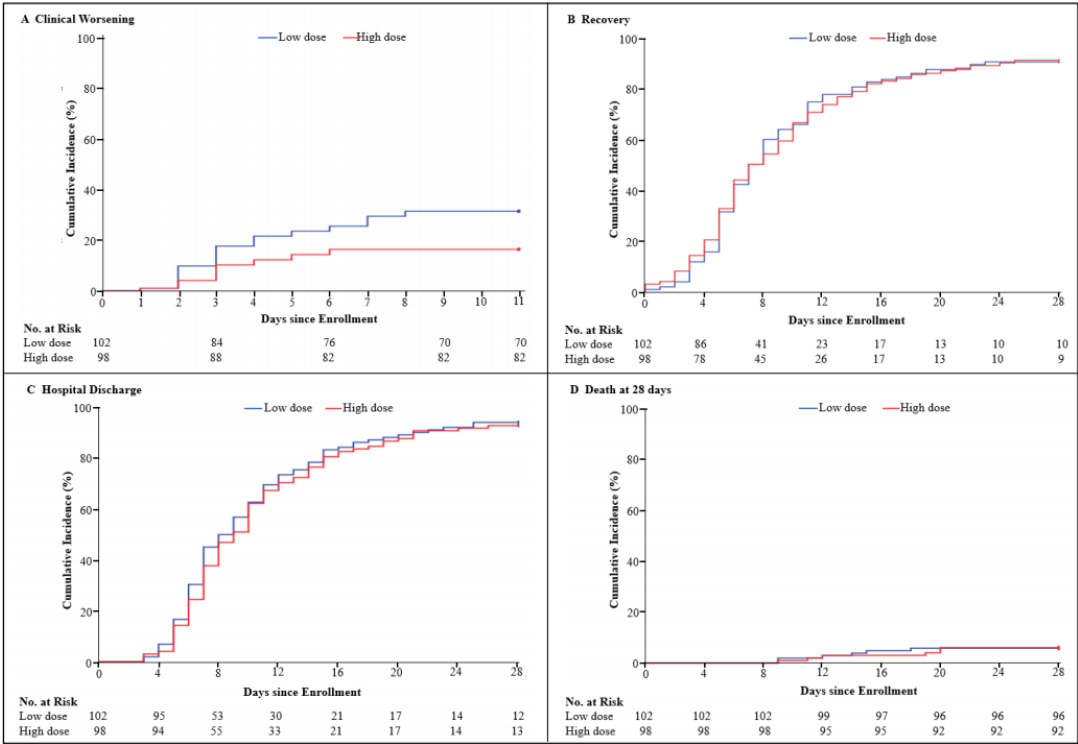 A Clinical Worsening
Low dose High dose
Cumulative Incidence (%)
100
80
60
40
20
0
0 1 2 3 4 5 6 7 8 9 10 11
Days since Enrollment
No. at Risk
Low dose 102 84 76 70 70
High dose 98 88 82 82 82
B Recovery
Low dose High dose
Cumulative Incidence (%)
100
80
60
40
20
0
0 4 8 12 16 20 24 28
Days since Enrollment
No. at Risk
Low dose 102 86 41 23 17 13 10 10
High dose 98 78 45 26 17 13 10 9
C Hospital Discharge
Low dose High dose
Cumulative Incidence (%)
100
80
60
40
20
0
0 4 8 12 16 20 24 28
Days since Enrollment
No. at Risk
Low dose 102 95 53 30 21 17 14 12
High dose 98 94 55 33 21 17 14 13
D Death at 28 days
Low dose High dose
Cumulative Incidence (%)
100
80
60
40
20
0
0 4 8 12 16 20 24 28
Days since Enrollment
No. at Risk
Low dose 102 102 102 99 97 96 96 96
High dose 98 98 98 95 95 92 92 92